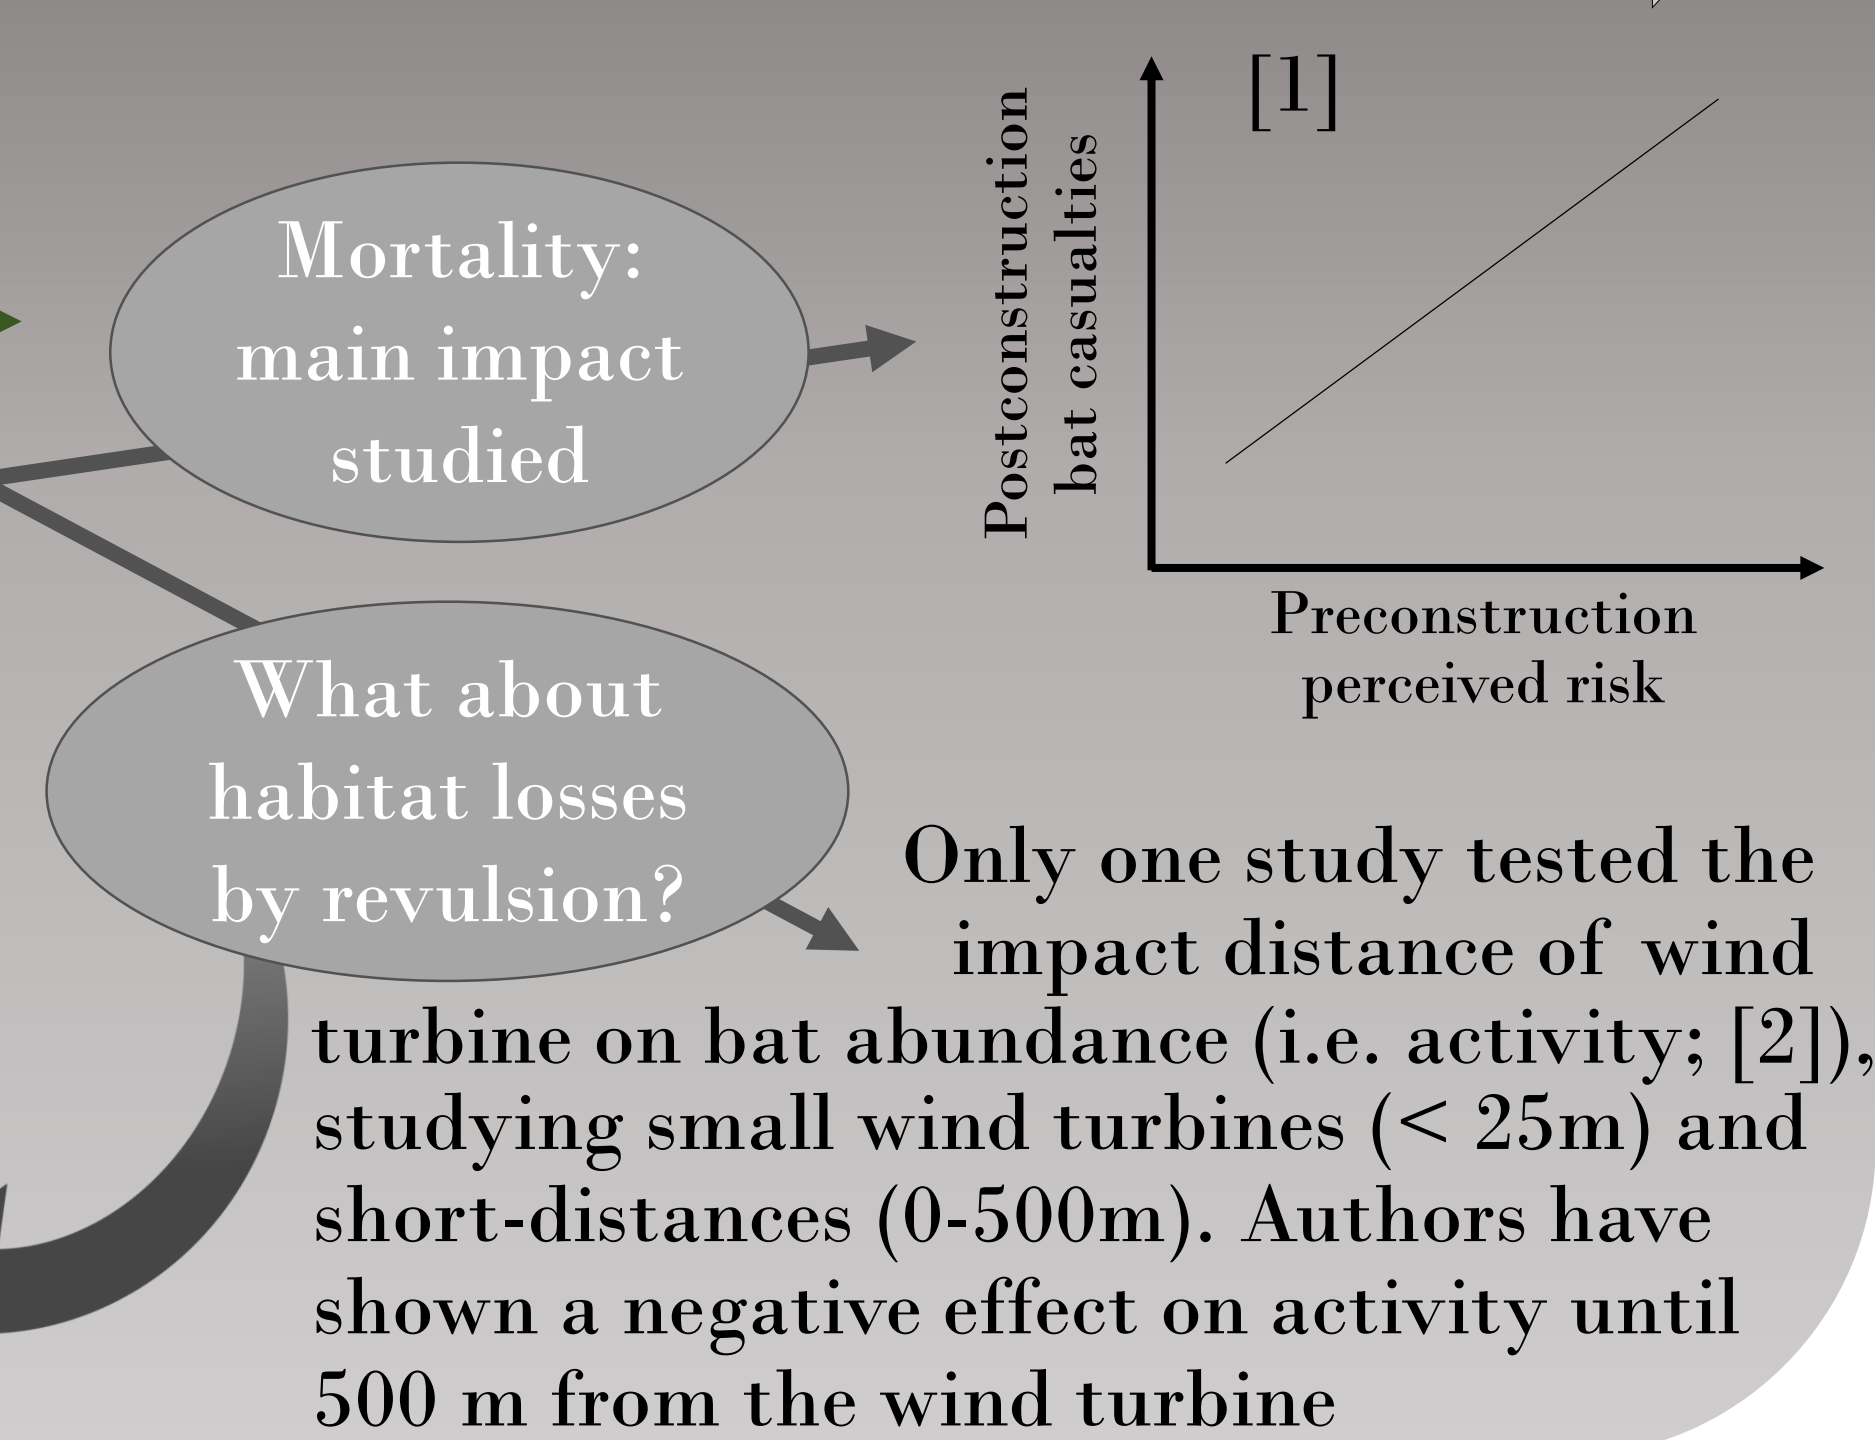 [1]
Postconstruction
bat casualties
Preconstruction
perceived risk
Mortality:
main impact
studied
What about
habitat losses
by revulsion?
Only one study tested the
impact distance of wind
turbine on bat abundance (i.e. activity; [2]),
studying small wind turbines (< 25m) and
short-distances (0-500m). Authors have
shown a negative effect on activity until
500 m from the wind turbine